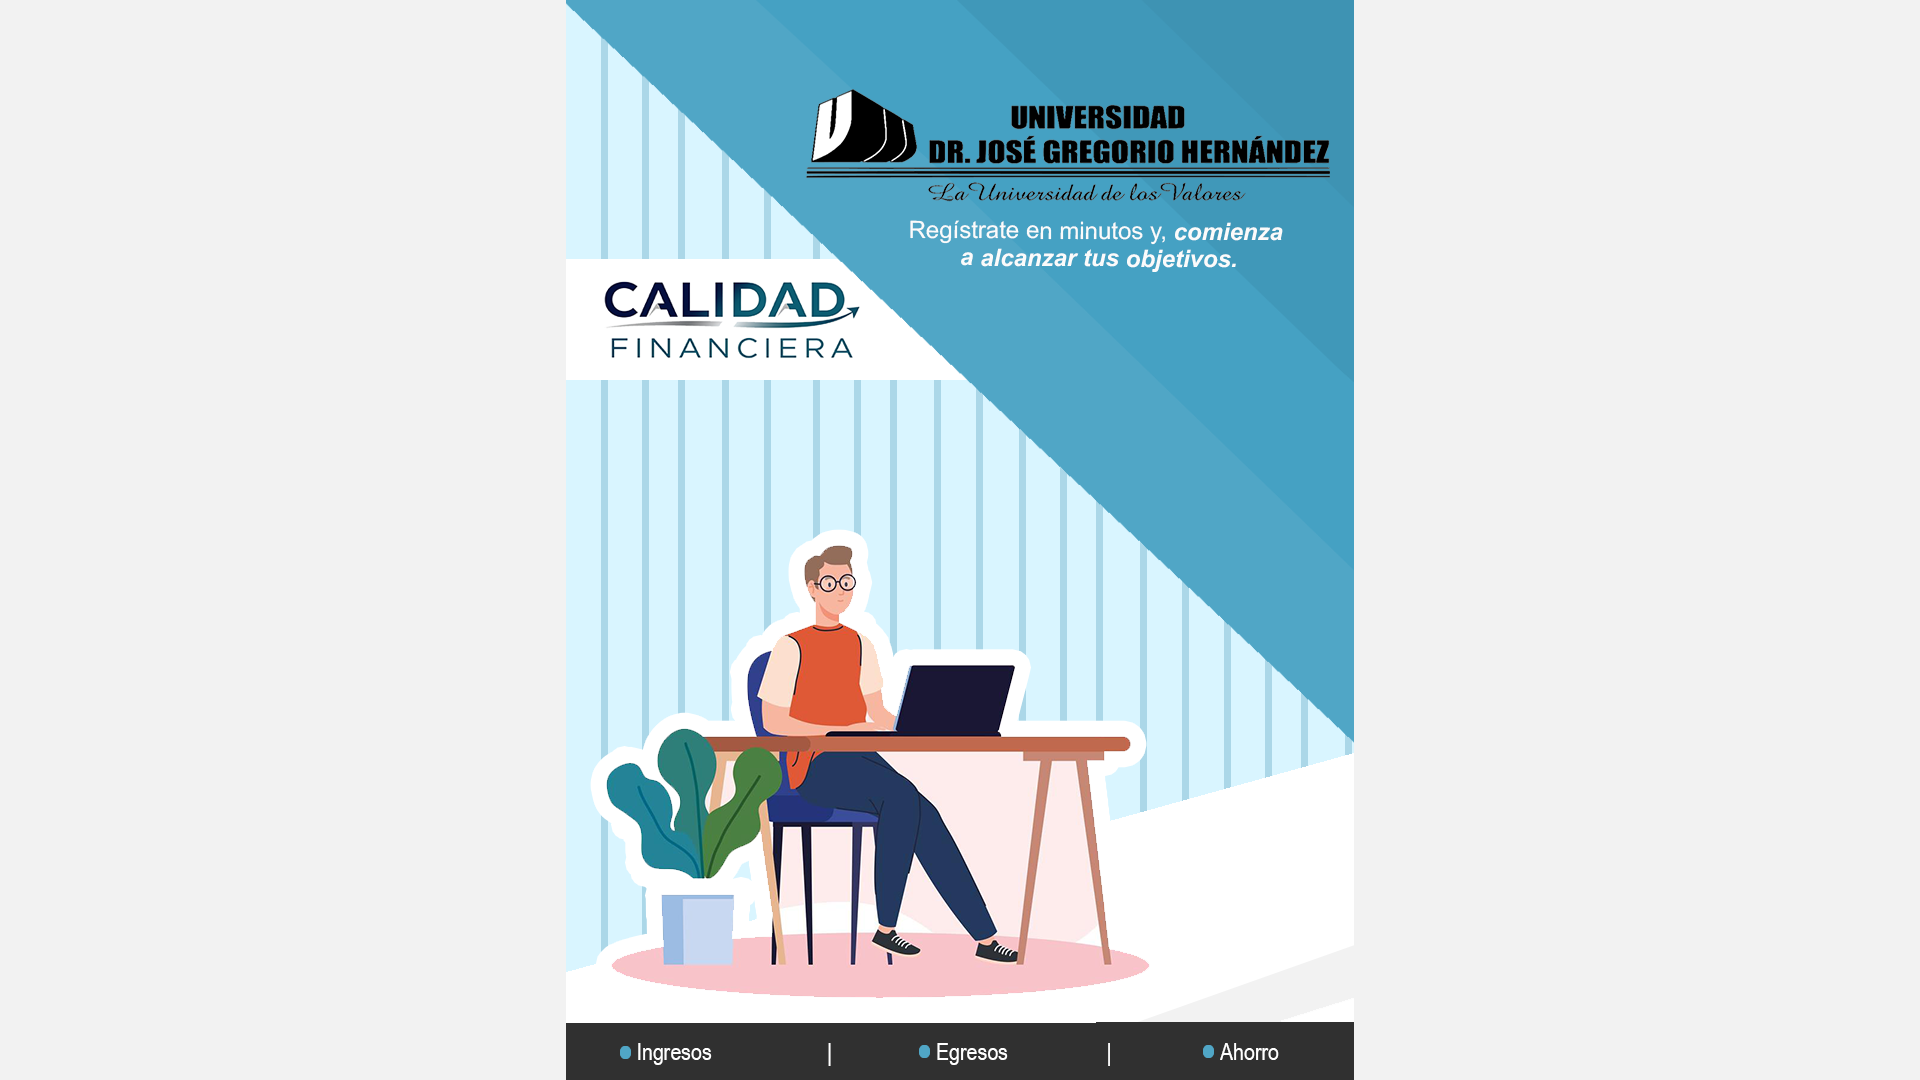 UNIVERSIDAD
DR. JOSÉ GREGORIO HERNÁNDEZ
La Universidad de los Valores
Regístrate en minutos y, comienza
a alcanzar tus objetivos.
CALIDAD
FINANCIERA
Ingresos | Egresos | Ahorro